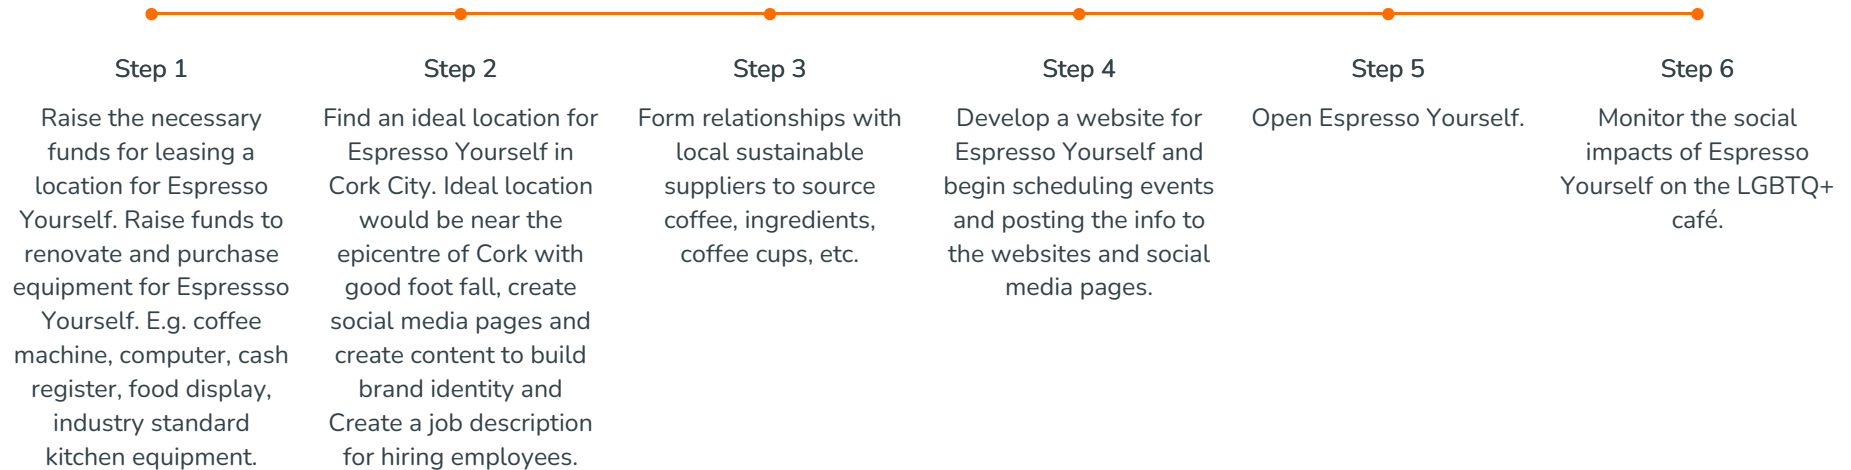 Step 1
Raise the necessary
funds for leasing a
location for Espresso
Yourself. Raise funds to
renovate and purchase
equipment for Espressso
Yourself. E.g. coffee
machine, computer, cash
register, food display,
industry standard
kitchen equipment.
Step 2
Find an ideal location for
Espresso Yourself in
Cork City. Ideal location
would be near the
epicentre of Cork with
good foot fall, create
social media pages and
create content to build
brand identity and
Create a job description
for hiring employees.
Step 3
Form relationships with
local sustainable
suppliers to source
coffee, ingredients,
coffee cups, etc.
Step 4
Develop a website for
Espresso Yourself and
begin scheduling events
and posting the info to
the websites and social
media pages.
Step 5
Open Espresso Yourself.
Step 6
Monitor the social
impacts of Espresso
Yourself on the LGBTQ+
café.